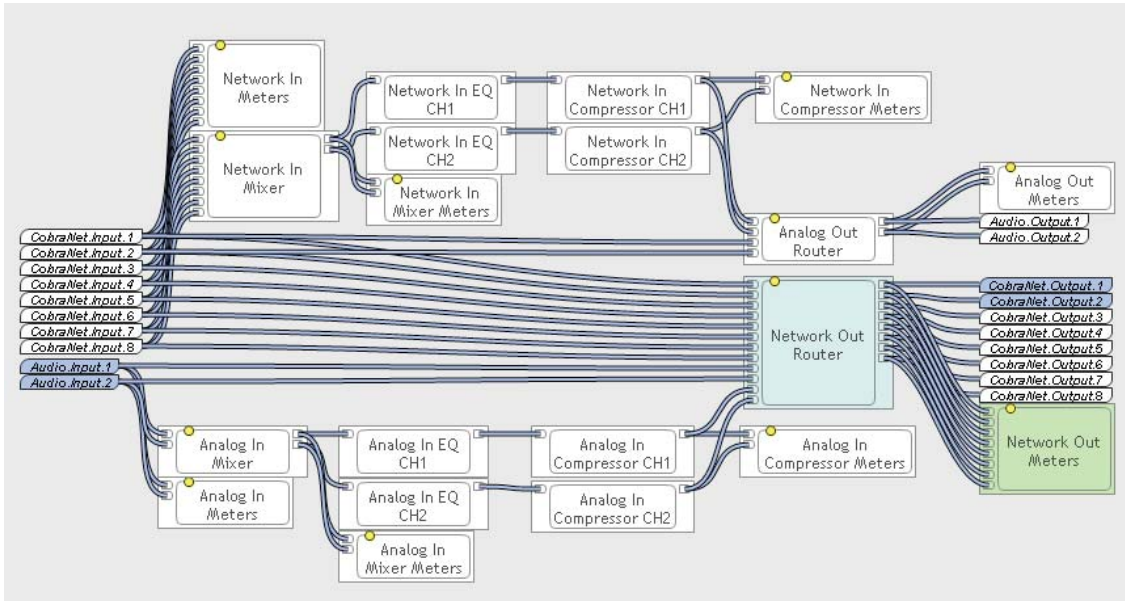 Network In
Meters
Network In
Mixer
Network In EQ
CH1
Network In EQ
CH2
Network In
Mixer Meters
Network In
Compressor CH1
Network In
Compressor CH2
Network In
Compressor Meters
Analog Out
Router
Analog Out
Meters
Audio.Output.1
Audio.Output.2
CobraNet.Input.1
CobraNet.Input.2
CobraNet.Input.3
CobraNet.Input.4
CobraNet.Input.5
CobraNet.Input.6
CobraNet.Input.7
CobraNet.Input.8
Audio.Input.1
Audio.Input.2
Network Out
Router
CobraNet.Output.1
CobraNet.Output.2
CobraNet.Output.3
CobraNet.Output.4
CobraNet.Output.5
CobraNet.Output.6
CobraNet.Output.7
CobraNet.Output.8
Network Out
Meters
Analog In
Mixer
Analog In
Meters
Analog In EQ
CH1
Analog In EQ
CH2
Analog In
Mixer Meters
Analog In
Compressor CH1
Analog In
Compressor CH2
Analog In
Compressor Meters